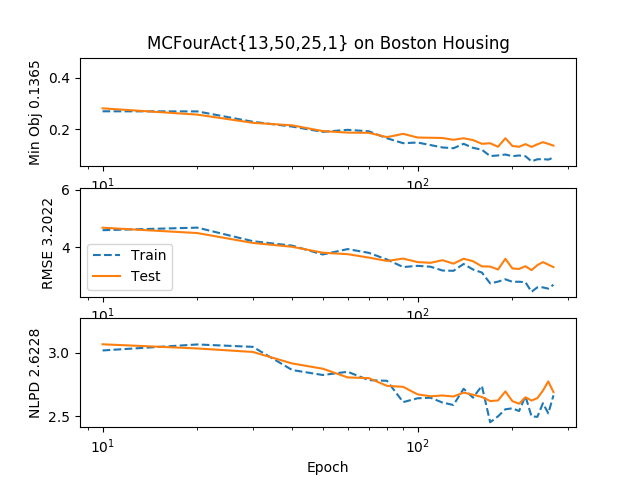 MCFourAct{13,50,25,1} on Boston Housing
Min Obj 0.1365
0.4
0.2
10¹
10²
RMSE 3.2022
6
4
Train
Test
10¹
10²
NLPD 2.6228
3.0
2.5
10¹
10²
Epoch